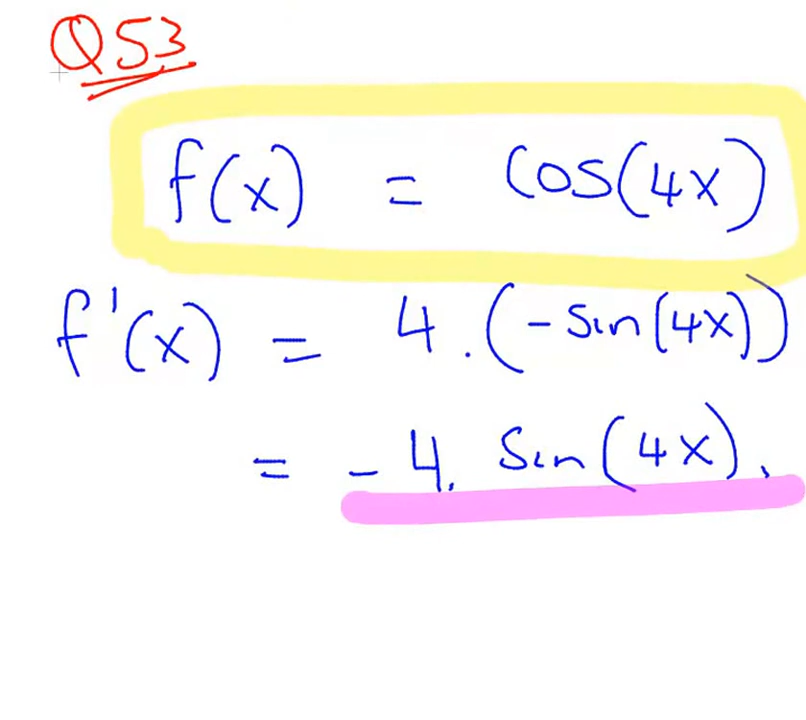 Q53
f(x) = cos(4x)
f'(x) = 4.(-sin(4x))
= -4. sin(4x).